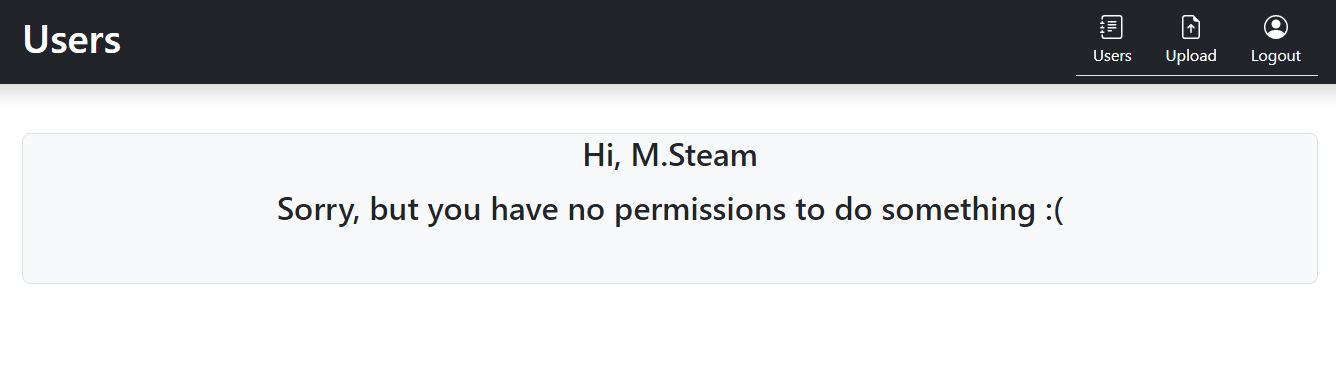 Users
Users
Upload
Logout
Hi, M.Steam
Sorry, but you have no permissions to do something :(